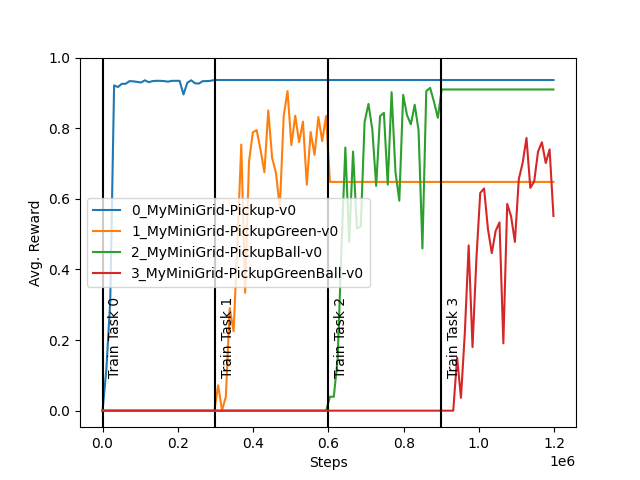 1.0
0.8
0.6
0.4
0.2
0.0
Avg. Reward
0_MyMiniGrid-Pickup-v0
1_MyMiniGrid-PickupGreen-v0
2_MyMiniGrid-PickupBall-v0
3_MyMiniGrid-PickupGreenBall-v0
Train Task 0
Train Task 1
Train Task 2
Train Task 3
0.0 0.2 0.4 0.6 0.8 1.0 1.2
1e6
Steps